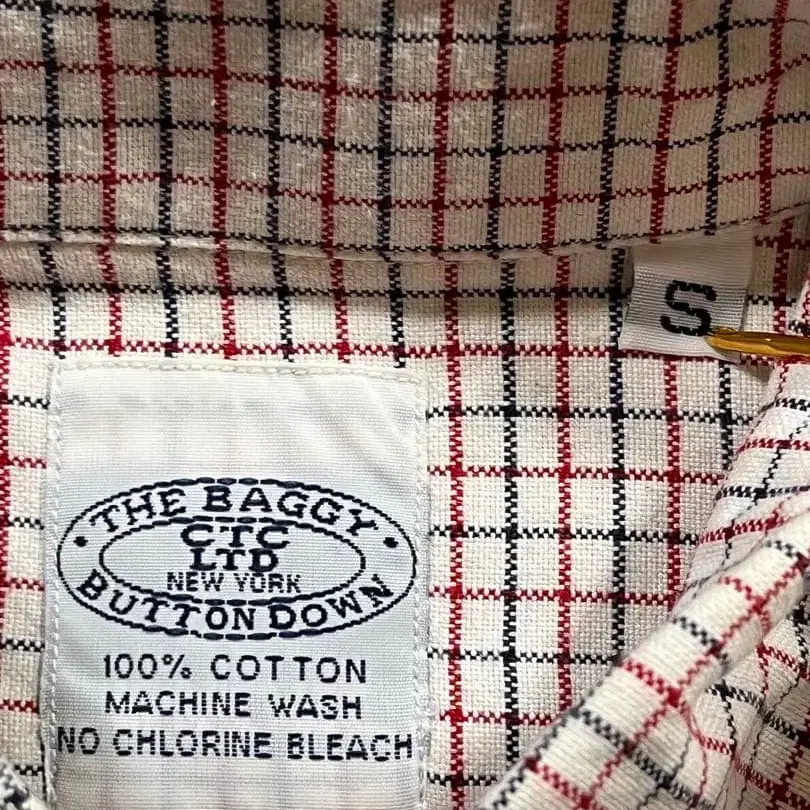 S
THE BAGGY
CTC
LTD
NEW YORK
BUTTON DOWN
100% COTTON
MACHINE WASH
NO CHLORINE BLEACH